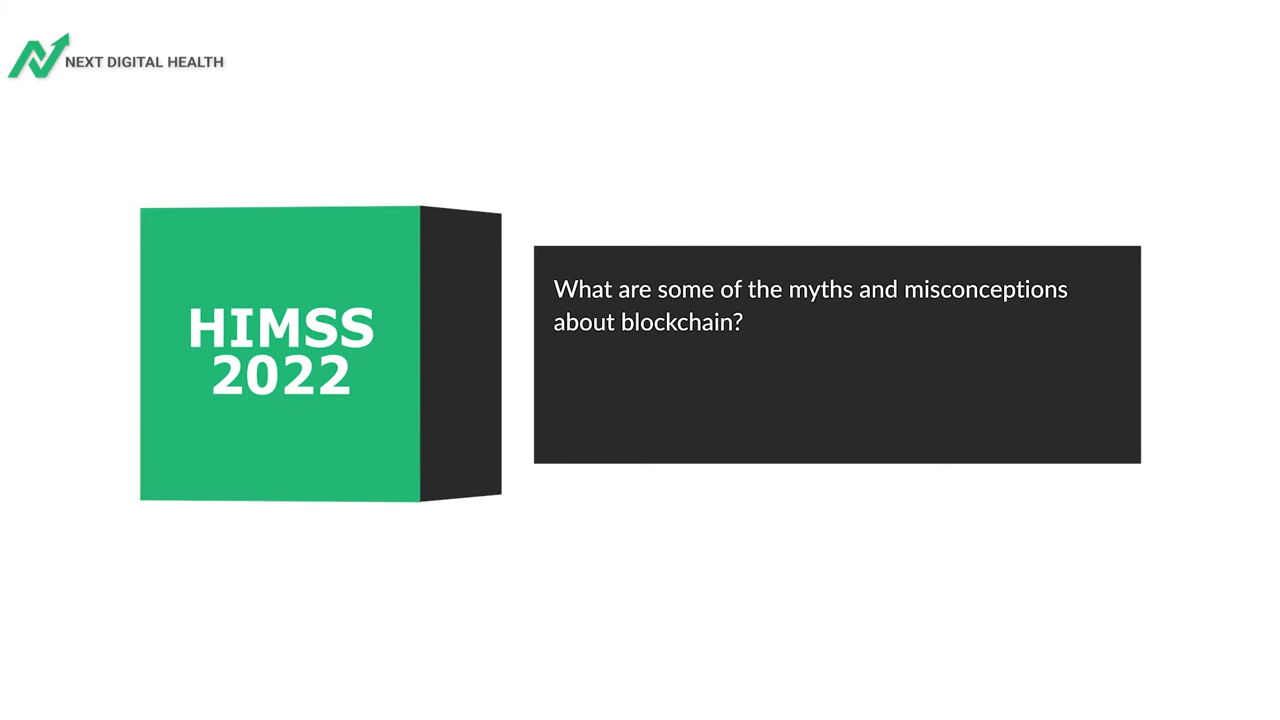 NEXT DIGITAL HEALTH
HIMSS
2022
What are some of the myths and misconceptions
about blockchain?